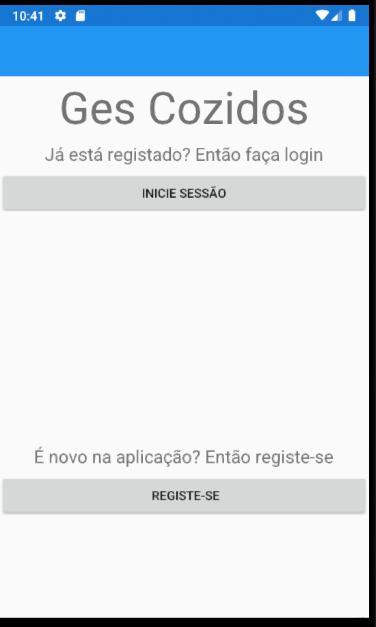 10:41
Ges Cozidos
Já está registado? Então faça login
INICIE SESSÃO
É novo na aplicação? Então registe-se
REGISTE-SE